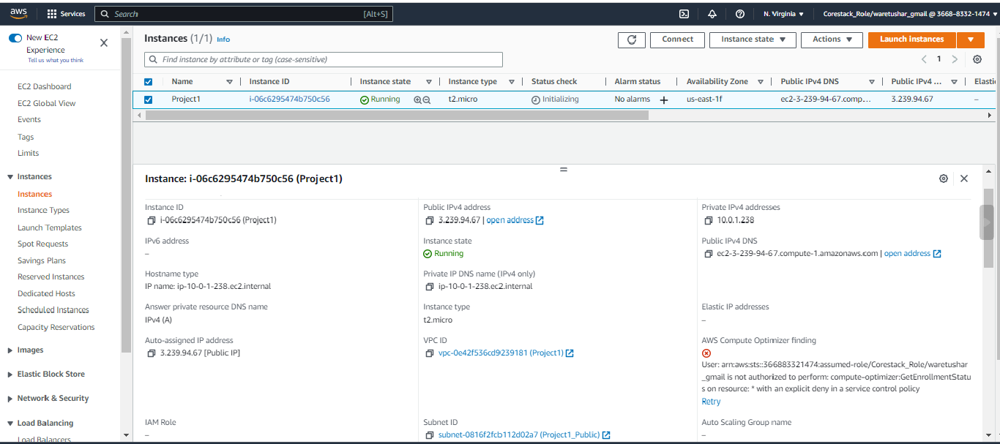 aws Services Search [Alt+S] N. Virginia Corestack_Role/waretushar_gmail @ 3668-8332-1474
New EC2
Experience
Tell us what you think
EC2 Dashboard
EC2 Global View
Events
Tags
Limits
Instances
Instances
Instance Types
Launch Templates
Spot Requests
Savings Plans
Reserved Instances
Dedicated Hosts
Scheduled Instances
Capacity Reservations
Images
Elastic Block Store
Network & Security
Load Balancing
Load Balancers
Instances (1/1) Info
Connect Instance state Actions Launch instances
Find instance by attribute or tag (case-sensitive)
1
Name Instance ID Instance state Instance type Status check Alarm status Availability Zone Public IPv4 DNS Public IPv4 ... Elasti
Project1 i-06c6295474b750c56 Running t2.micro Initializing No alarms + us-east-1f ec2-3-239-94-67.comp... 3.239.94.67 –
Instance: i-06c6295474b750c56 (Project1)
Instance ID
i-06c6295474b750c56 (Project1)
Public IPv4 address
3.239.94.67 | open address
Private IPv4 addresses
10.0.1.238
IPv6 address
–
Instance state
Running
Public IPv4 DNS
ec2-3-239-94-67.compute-1.amazonaws.com | open address
Hostname type
IP name: ip-10-0-1-238.ec2.internal
Private IP DNS name (IPv4 only)
ip-10-0-1-238.ec2.internal
Answer private resource DNS name
IPv4 (A)
Instance type
t2.micro
Elastic IP addresses
–
Auto-assigned IP address
3.239.94.67 [Public IP]
VPC ID
vpc-0e42f536cd9239181 (Project1)
AWS Compute Optimizer finding
User: arn:aws:sts::366883321474:assumed-role/Corestack_Role/waretushar
_gmail is not authorized to perform: compute-optimizer:GetEnrollmentStatu
s on resource: * with an explicit deny in a service control policy
Retry
IAM Role
–
Subnet ID
subnet-0816f2fcb112d02a7 (Project1_Public)
Auto Scaling Group name
–